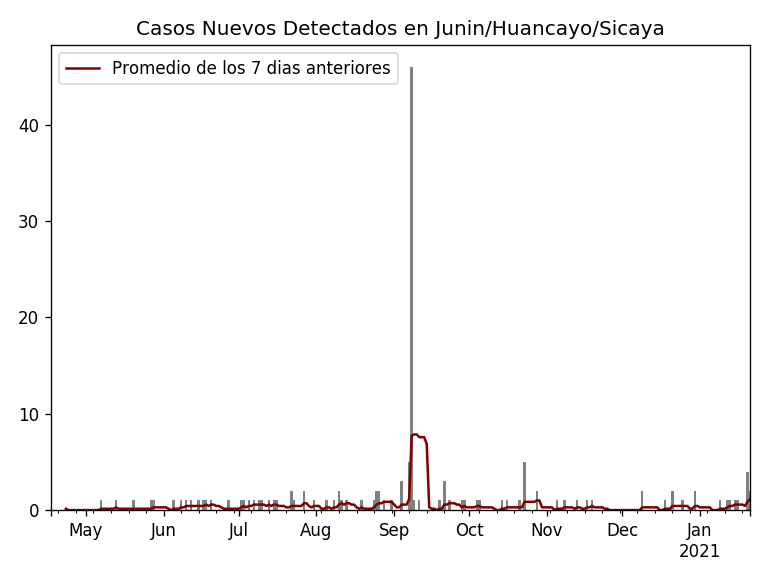 Casos Nuevos Detectados en Junin/Huancayo/Sicaya
Promedio de los 7 dias anteriores
40
30
20
10
0
May Jun Jul Aug Sep Oct Nov Dec Jan
2021